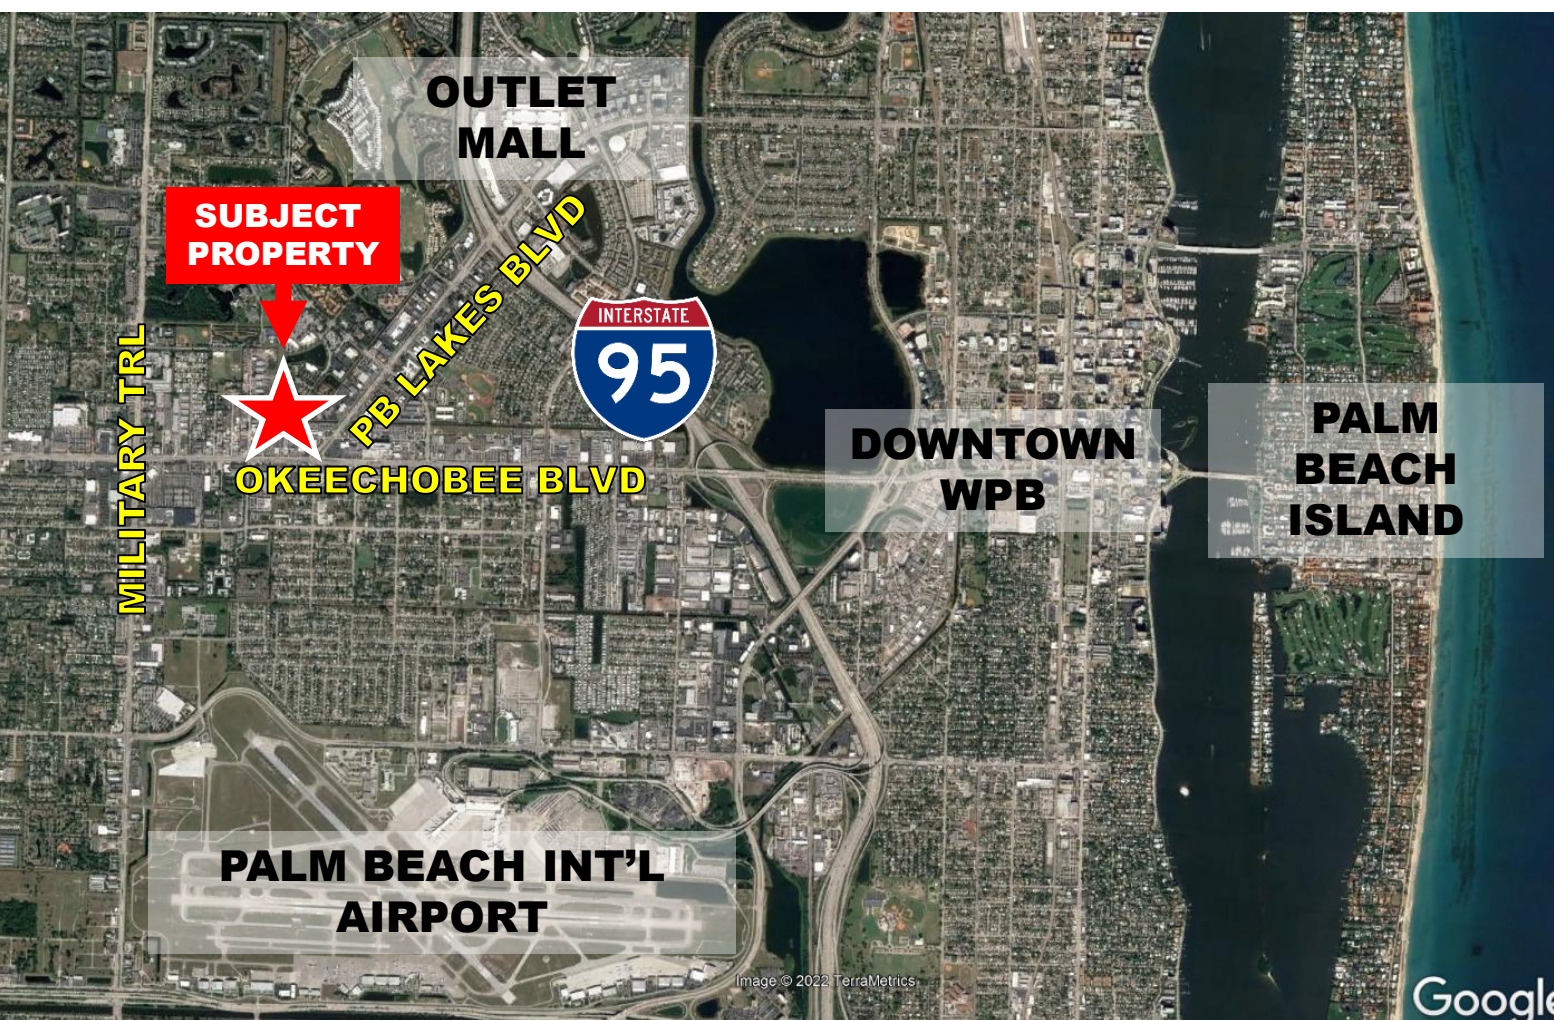 OUTLET
MALL
SUBJECT
PROPERTY
PB LAKES BLVD
INTERSTATE
95
MILITARY TRL
OKEECHOBEE BLVD
DOWNTOWN
WPB
PALM
BEACH
ISLAND
PALM BEACH INT'L
AIRPORT
Image © 2022 TerraMetrics
Google